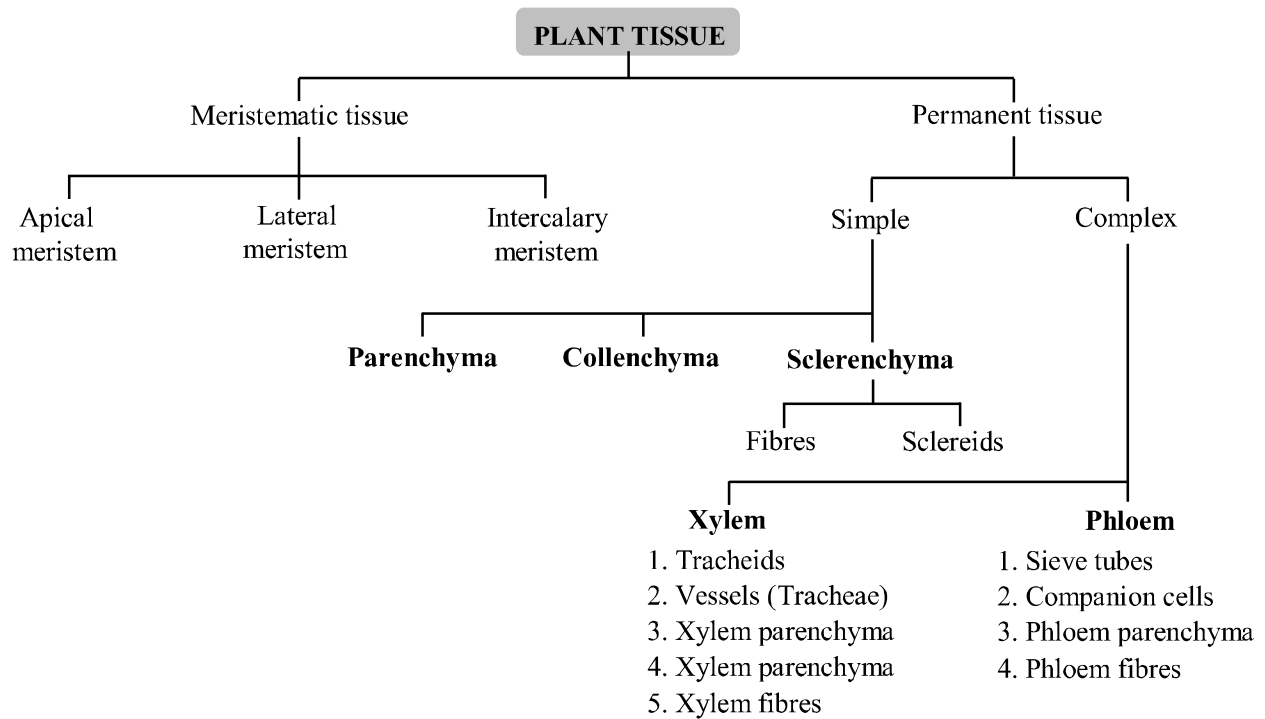 PLANT TISSUE
Meristematic tissue
Permanent tissue
Apical
meristem
Lateral
meristem
Intercalary
meristem
Simple
Complex
Parenchyma
Collenchyma
Sclerenchyma
Fibres
Sclereids
Xylem
1. Tracheids
2. Vessels (Tracheae)
3. Xylem parenchyma
4. Xylem parenchyma
5. Xylem fibres
Phloem
1. Sieve tubes
2. Companion cells
3. Phloem parenchyma
4. Phloem fibres